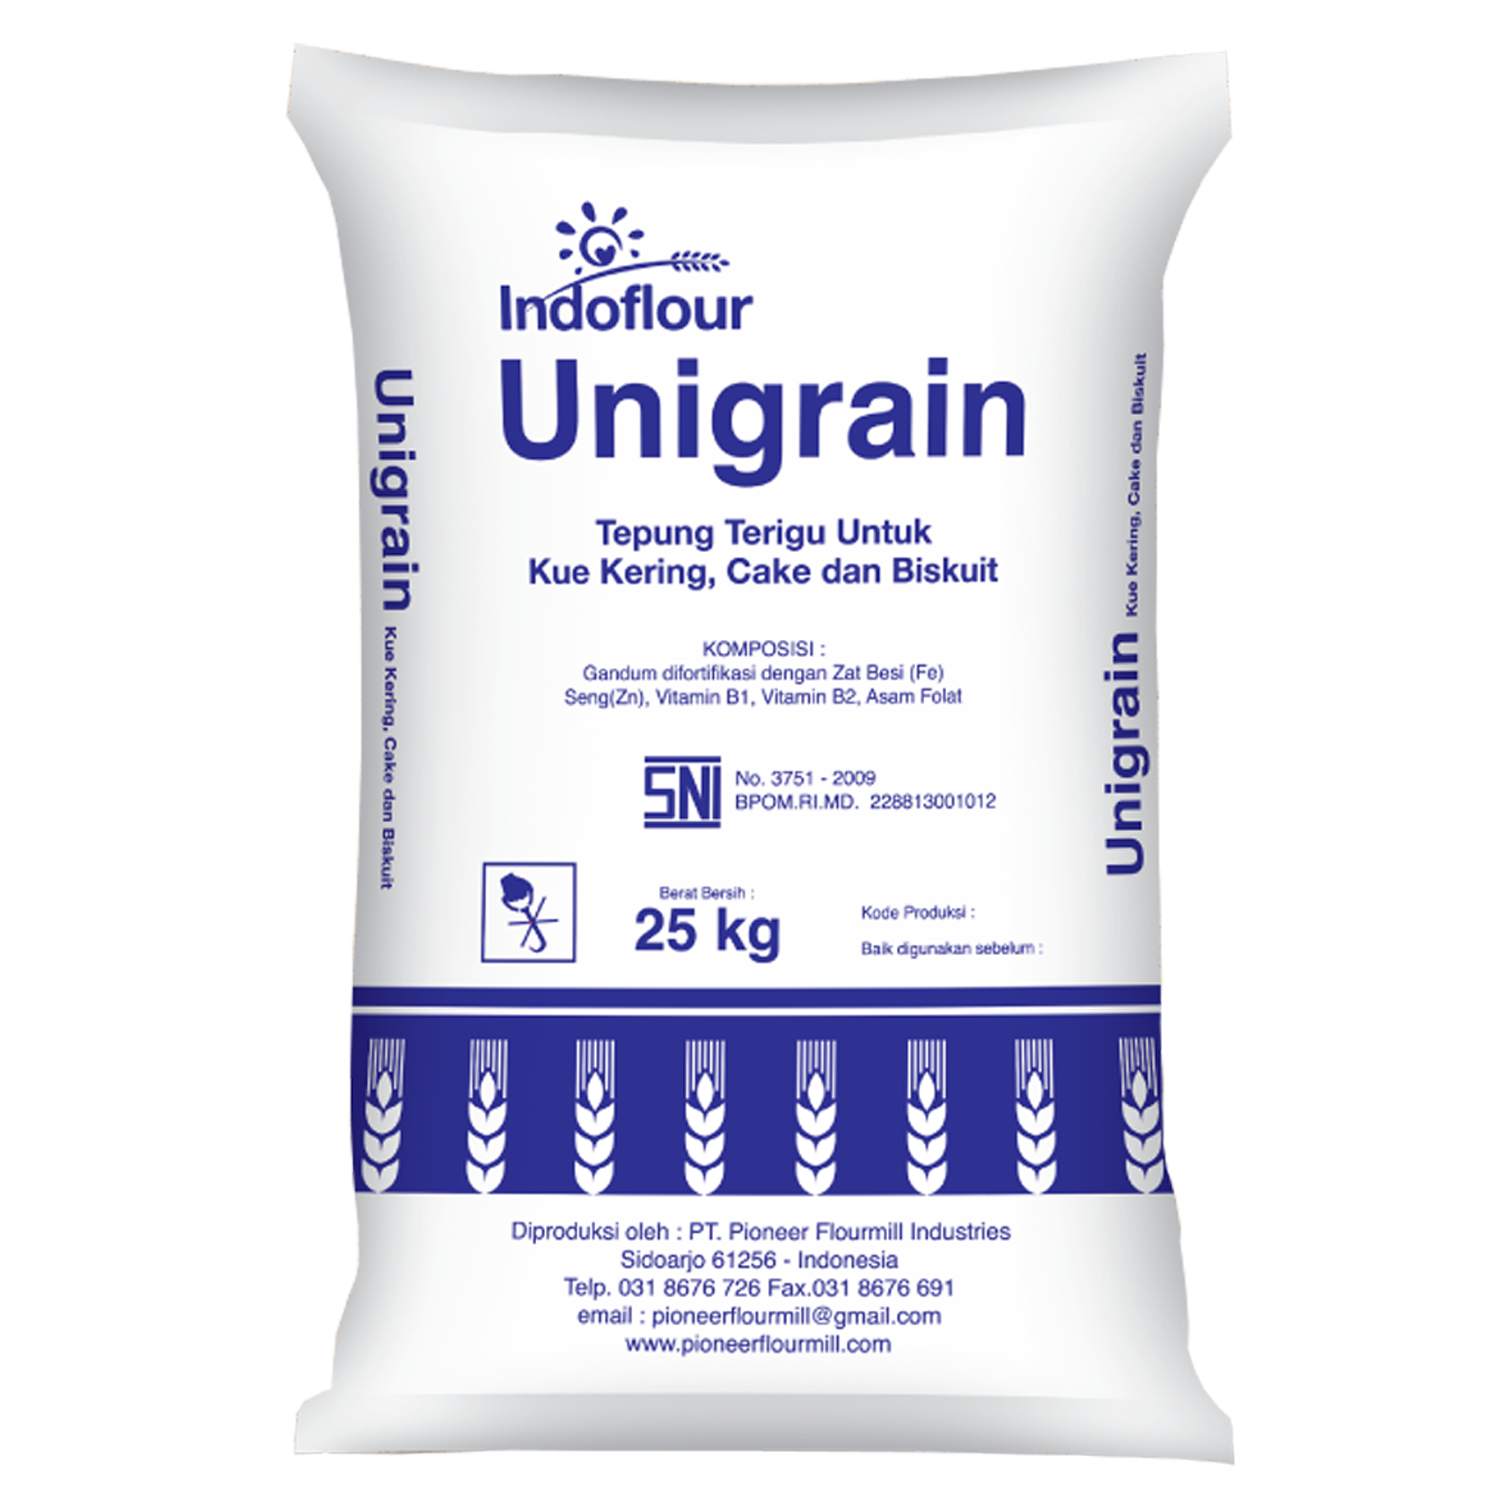 Indoflour
Unigrain
Tepung Terigu Untuk
Kue Kering, Cake dan Biskuit
KOMPOSISI :
Gandum difortifikasi dengan Zat Besi (Fe)
Seng(Zn), Vitamin B1, Vitamin B2, Asam Folat
SNI
No. 3751 - 2009
BPOM.RI.MD. 228813001012
Berat Bersih :
25 kg
Kode Produksi :
Baik digunakan sebelum :
Diproduksi oleh : PT. Pioneer Flourmill Industries
Sidoarjo 61256 - Indonesia
Telp. 031 8676 726 Fax.031 8676 691
email : pioneerflourmill@gmail.com
www.pioneerflourmill.com
Unigrain Kue Kering, Cake dan Biskuit
Unigrain Kue Kering, Cake dan Biskuit